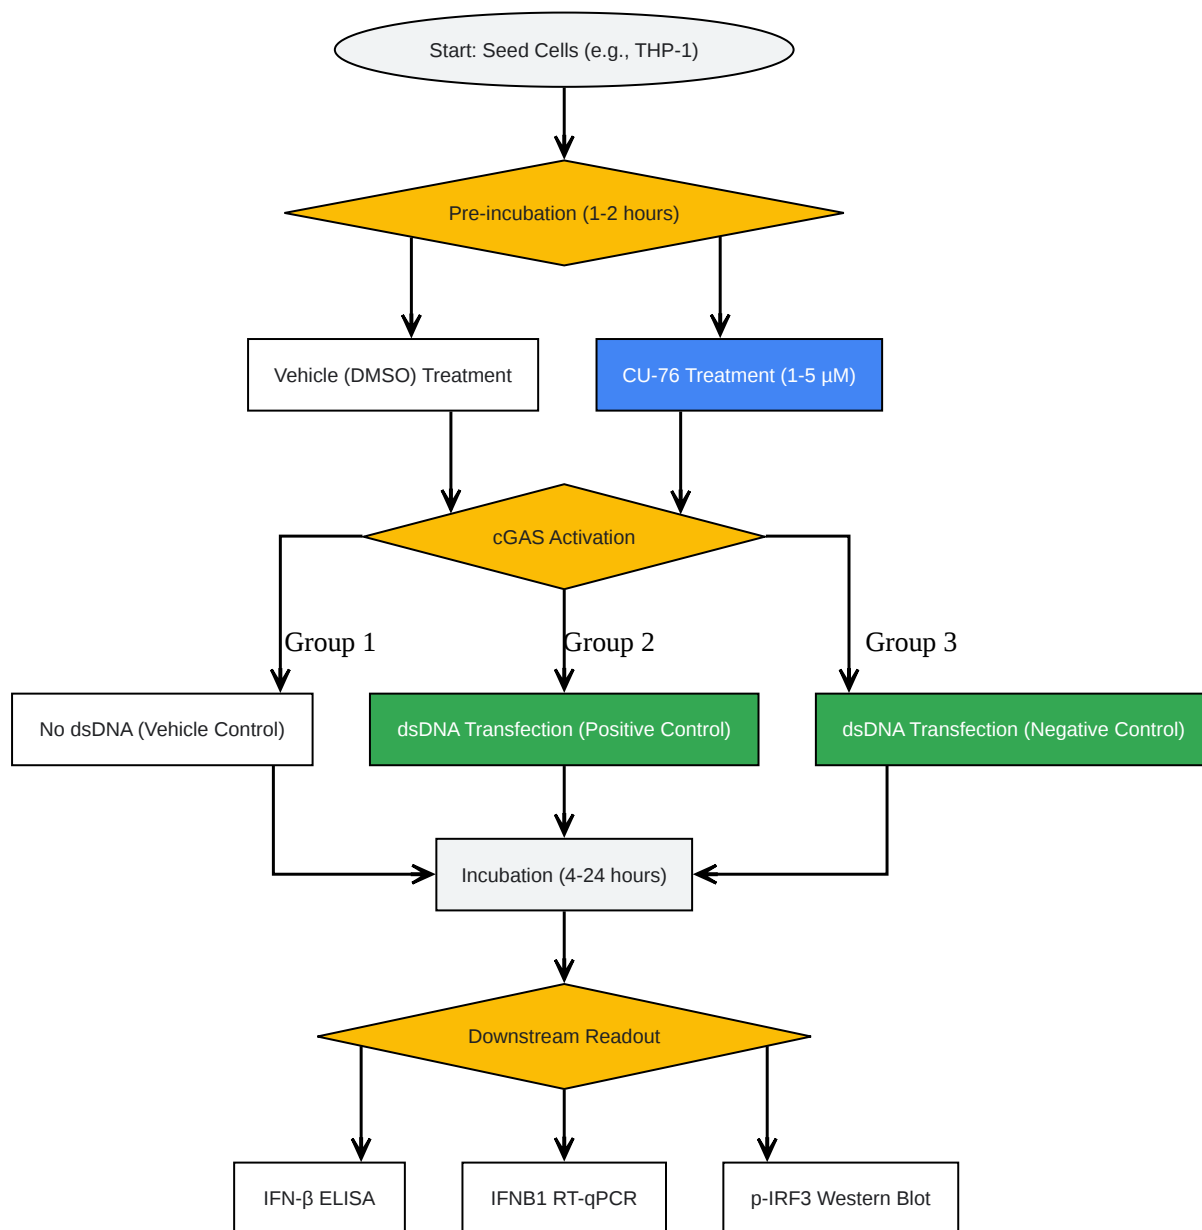 Start: Seed Cells (e.g., THP-1)
Pre-incubation (1-2 hours)
Vehicle (DMSO) Treatment
CU-76 Treatment (1-5 µM)
cGAS Activation
Group 1
Group 2
Group 3
No dsDNA (Vehicle Control)
dsDNA Transfection (Positive Control)
dsDNA Transfection (Negative Control)
Incubation (4-24 hours)
Downstream Readout
IFN-β ELISA
IFNB1 RT-qPCR
p-IRF3 Western Blot